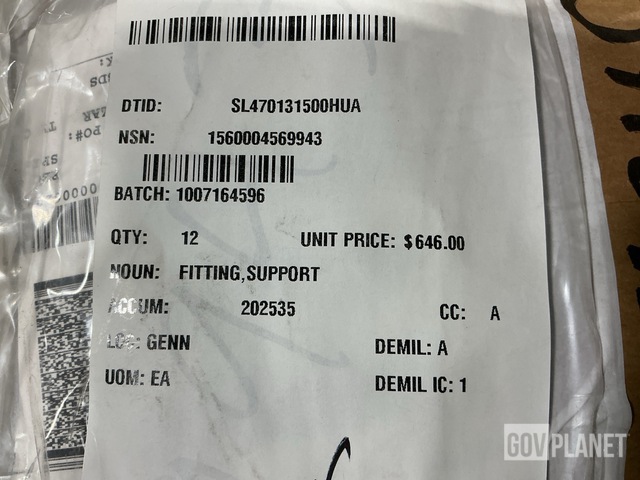 DTID: SL470131500HUA
NSN: 1560004569943
BATCH: 1007164596
QTY: 12 UNIT PRICE: $646.00
NOUN: FITTING,SUPPORT
ACCUM: 202535 CC: A
LOC: GENN DEMIL: A
UOM: EA DEMIL IC: 1
PO#:
GOVPLANET